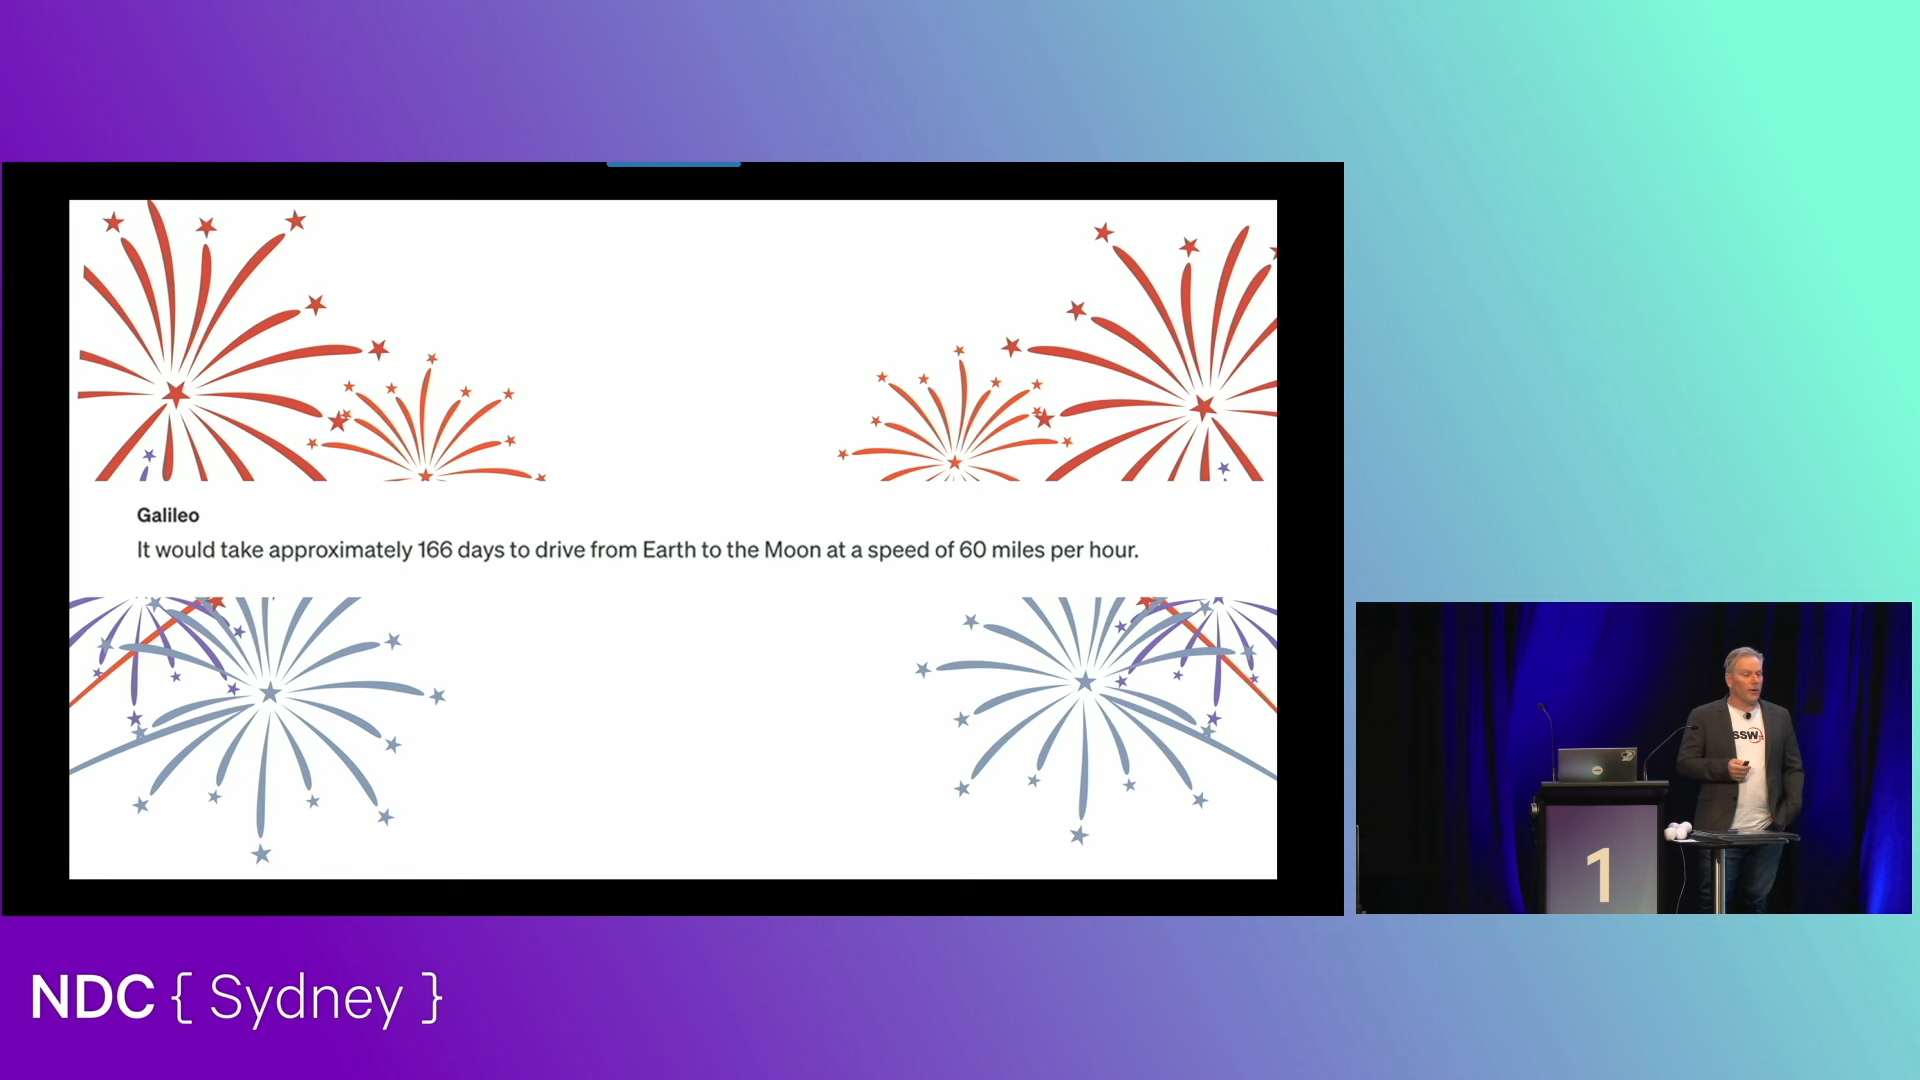 Galileo
It would take approximately 166 days to drive from Earth to the Moon at a speed of 60 miles per hour.
SSW
1
NDC { Sydney }